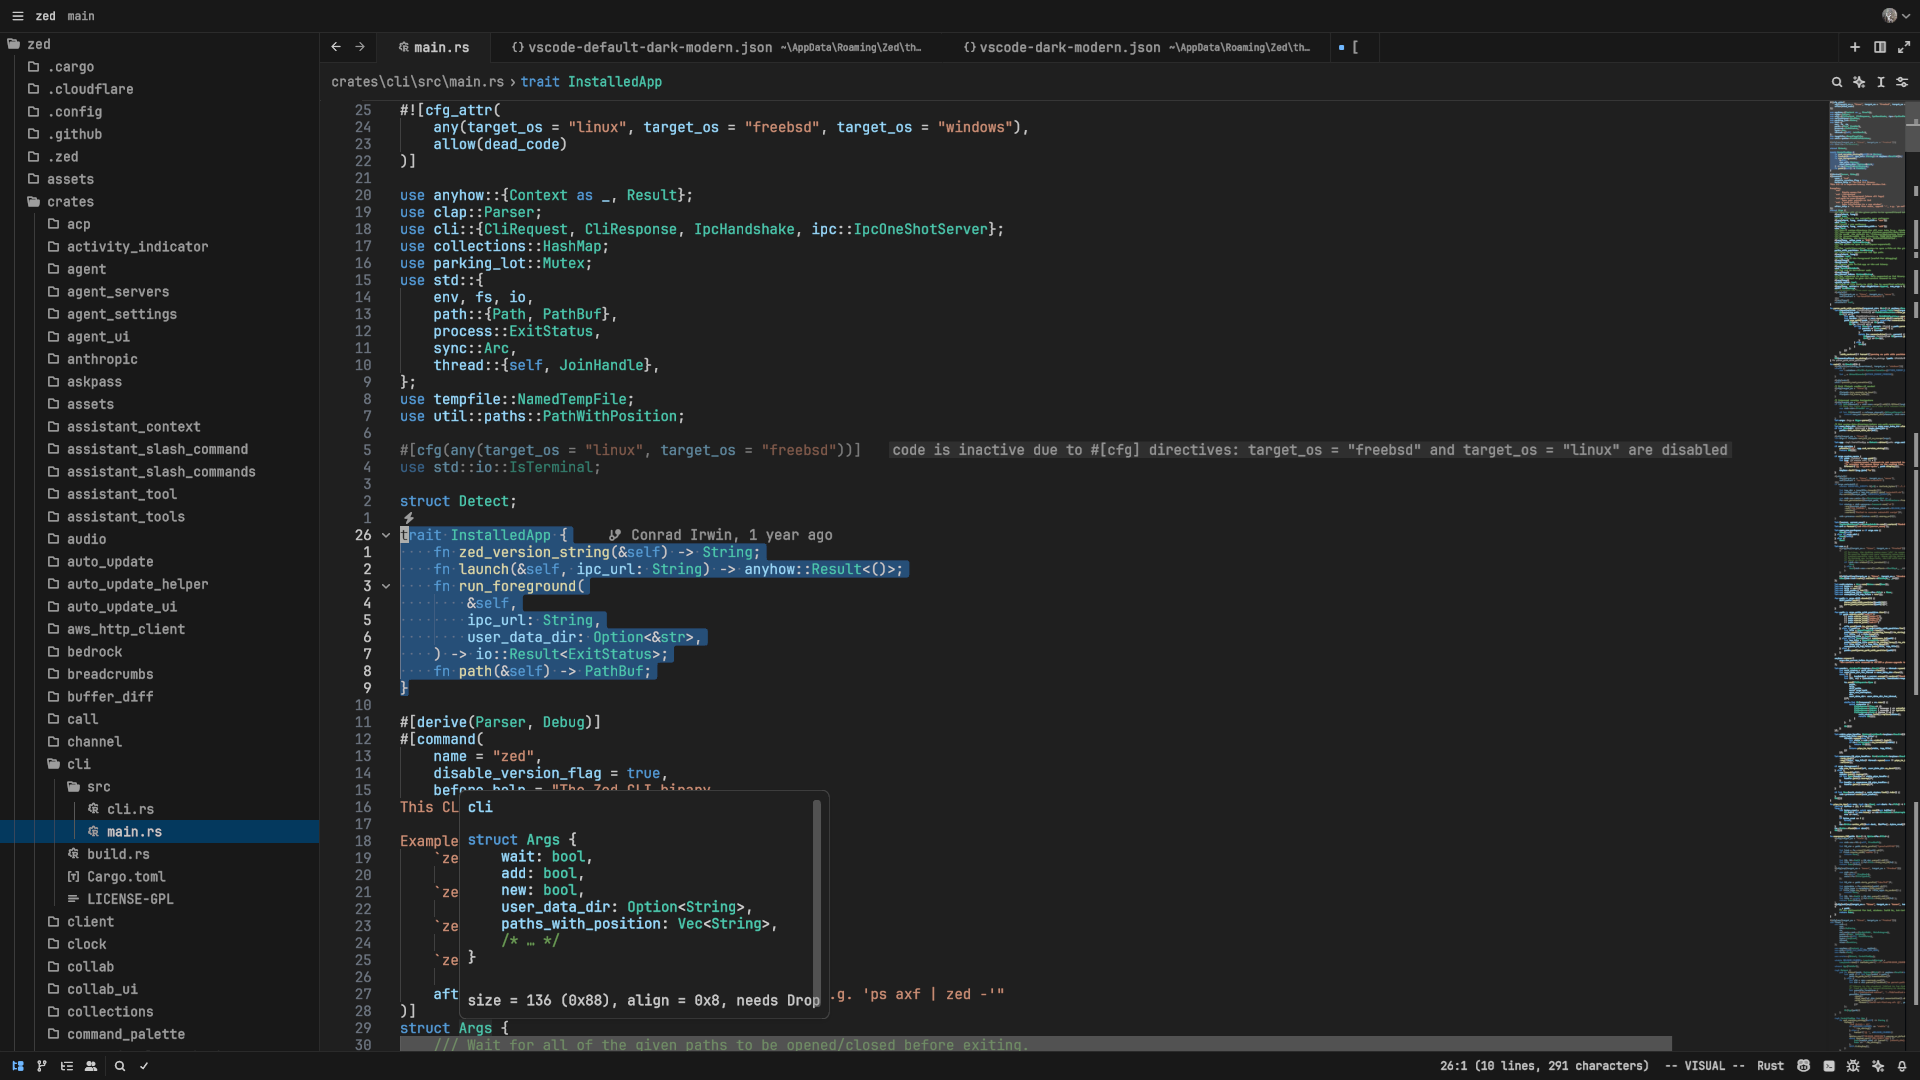 zed main
zed
.cargo
.cloudflare
.config
.github
.zed
assets
crates
acp
activity_indicator
agent
agent_servers
agent_settings
agent_ui
anthropic
askpass
assets
assistant_context
assistant_slash_command
assistant_slash_commands
assistant_tool
assistant_tools
audio
auto_update
auto_update_helper
auto_update_ui
aws_http_client
bedrock
breadcrumbs
buffer_diff
call
channel
cli
src
cli.rs
main.rs
build.rs
Cargo.toml
LICENSE-GPL
client
clock
collab
collab_ui
collections
command_palette
main.rs {} vscode-default-dark-modern.json ~\AppData\Roaming\Zed\th… {} vscode-dark-modern.json ~\AppData\Roaming\Zed\th… [
crates\cli\src\main.rs › trait InstalledApp
25 #![cfg_attr(
24 any(target_os = "linux", target_os = "freebsd", target_os = "windows"),
23 allow(dead_code)
22 )]
21
20 use anyhow::{Context as _, Result};
19 use clap::Parser;
18 use cli::{CliRequest, CliResponse, IpcHandshake, ipc::IpcOneShotServer};
17 use collections::HashMap;
16 use parking_lot::Mutex;
15 use std::{
14 env, fs, io,
13 path::{Path, PathBuf},
12 process::ExitStatus,
11 sync::Arc,
10 thread::{self, JoinHandle},
9 };
8 use tempfile::NamedTempFile;
7 use util::paths::PathWithPosition;
6
5 #[cfg(any(target_os = "linux", target_os = "freebsd"))] code is inactive due to #[cfg] directives: target_os = "freebsd" and target_os = "linux" are disabled
4 use std::io::IsTerminal;
3
2 struct Detect;
1
26 trait InstalledApp { Conrad Irwin, 1 year ago
1 fn zed_version_string(&self) -> String;
2 fn launch(&self, ipc_url: String) -> anyhow::Result<()>;
3 fn run_foreground(
4 &self,
5 ipc_url: String,
6 user_data_dir: Option<&str>,
7 ) -> io::Result<ExitStatus>;
8 fn path(&self) -> PathBuf;
9 }
10
11 #[derive(Parser, Debug)]
12 #[command(
13 name = "zed",
14 disable_version_flag = true,
15 before_help = "The Zed CLI binary.
16 This CL
17
18 Example
19 `ze
20
21 `ze
22
23 `ze
24
25 `ze
26
27 aft .g. 'ps axf | zed -'"
28 )]
29 struct Args {
30 /// Wait for all of the given paths to be opened/closed before exiting.
cli
struct Args {
wait: bool,
add: bool,
new: bool,
user_data_dir: Option<String>,
paths_with_position: Vec<String>,
/* … */
}
size = 136 (0x88), align = 0x8, needs Drop
26:1 (10 lines, 291 characters) -- VISUAL -- Rust